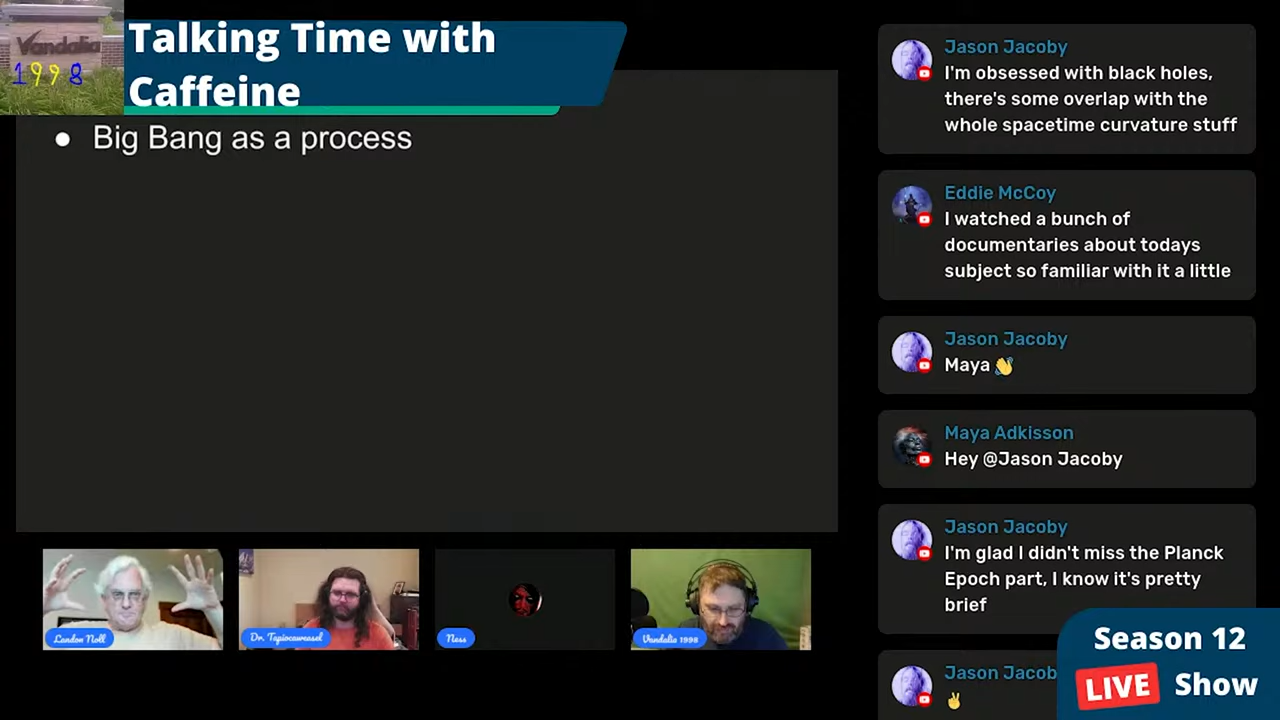 Vandalia
1998
Talking Time with
Caffeine
● Big Bang as a process
Landon Noll
Dr. Tapiocaweasel
Ness
Vandalia 1998
Jason Jacoby
I'm obsessed with black holes,
there's some overlap with the
whole spacetime curvature stuff
Eddie McCoy
I watched a bunch of
documentaries about todays
subject so familiar with it a little
Jason Jacoby
Maya 👋
Maya Adkisson
Hey @Jason Jacoby
Jason Jacoby
I'm glad I didn't miss the Planck
Epoch part, I know it's pretty
brief
Jason Jacob
✌
Season 12
LIVE Show